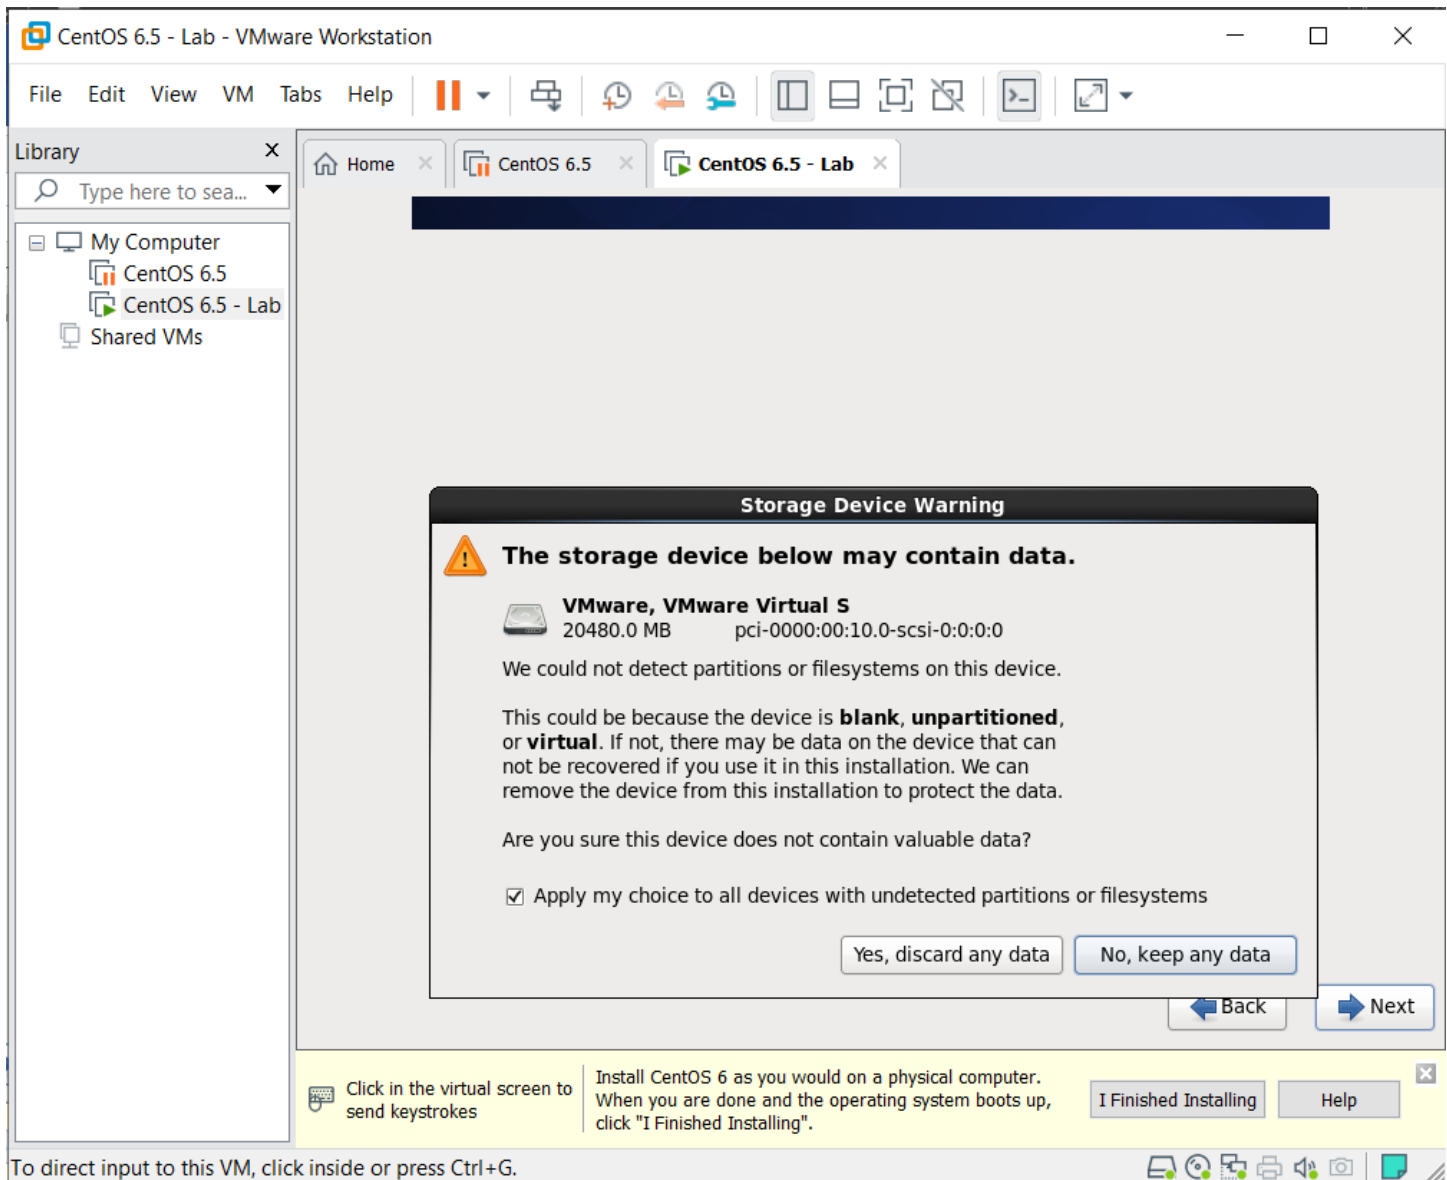 CentOS 6.5 - Lab - VMware Workstation
File Edit View VM Tabs Help
Library
Type here to sea...
My Computer
CentOS 6.5
CentOS 6.5 - Lab
Shared VMs
Home CentOS 6.5 CentOS 6.5 - Lab
Storage Device Warning
The storage device below may contain data.
VMware, VMware Virtual S
20480.0 MB pci-0000:00:10.0-scsi-0:0:0:0
We could not detect partitions or filesystems on this device.
This could be because the device is blank, unpartitioned,
or virtual. If not, there may be data on the device that can
not be recovered if you use it in this installation. We can
remove the device from this installation to protect the data.
Are you sure this device does not contain valuable data?
Apply my choice to all devices with undetected partitions or filesystems
Yes, discard any data No, keep any data
Back Next
Click in the virtual screen to
send keystrokes
Install CentOS 6 as you would on a physical computer.
When you are done and the operating system boots up,
click "I Finished Installing".
I Finished Installing Help
To direct input to this VM, click inside or press Ctrl+G.